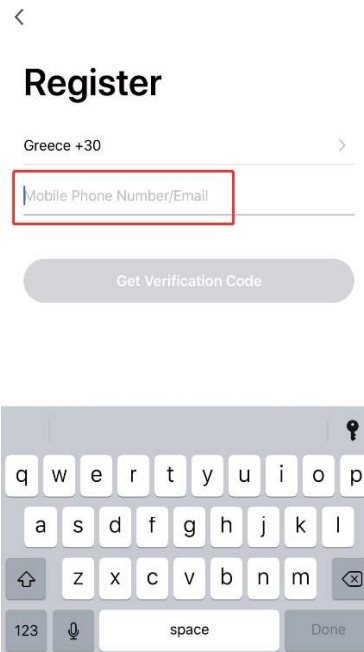 Register
Greece +30
Mobile Phone Number/Email
Get Verification Code
q w e r t y u i o p
a s d f g h j k l
z x c v b n m
123 space Done